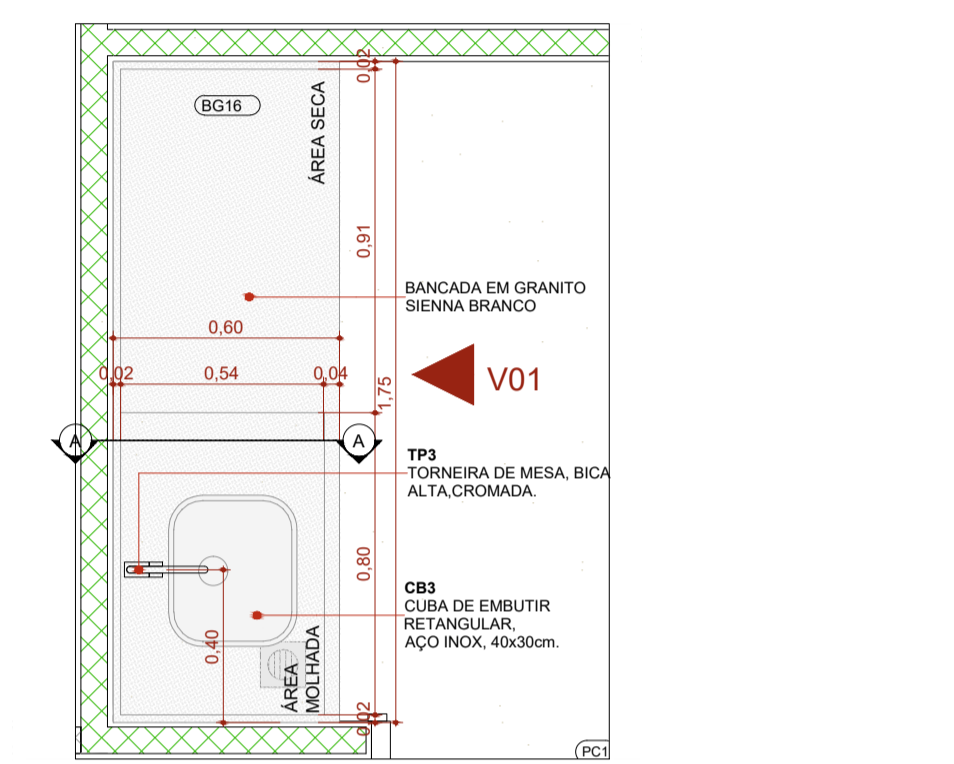 0,02
BG16
ÁREA SECA
0,91
BANCADA EM GRANITO
SIENNA BRANCO
0,60
0,02
0,54
0,04
1,75
V01
A
A
TP3
TORNEIRA DE MESA, BICA
ALTA,CROMADA.
0,80
CB3
CUBA DE EMBUTIR
RETANGULAR,
AÇO INOX, 40x30cm.
0,40
ÁREA
MOLHADA
0,02
PC1